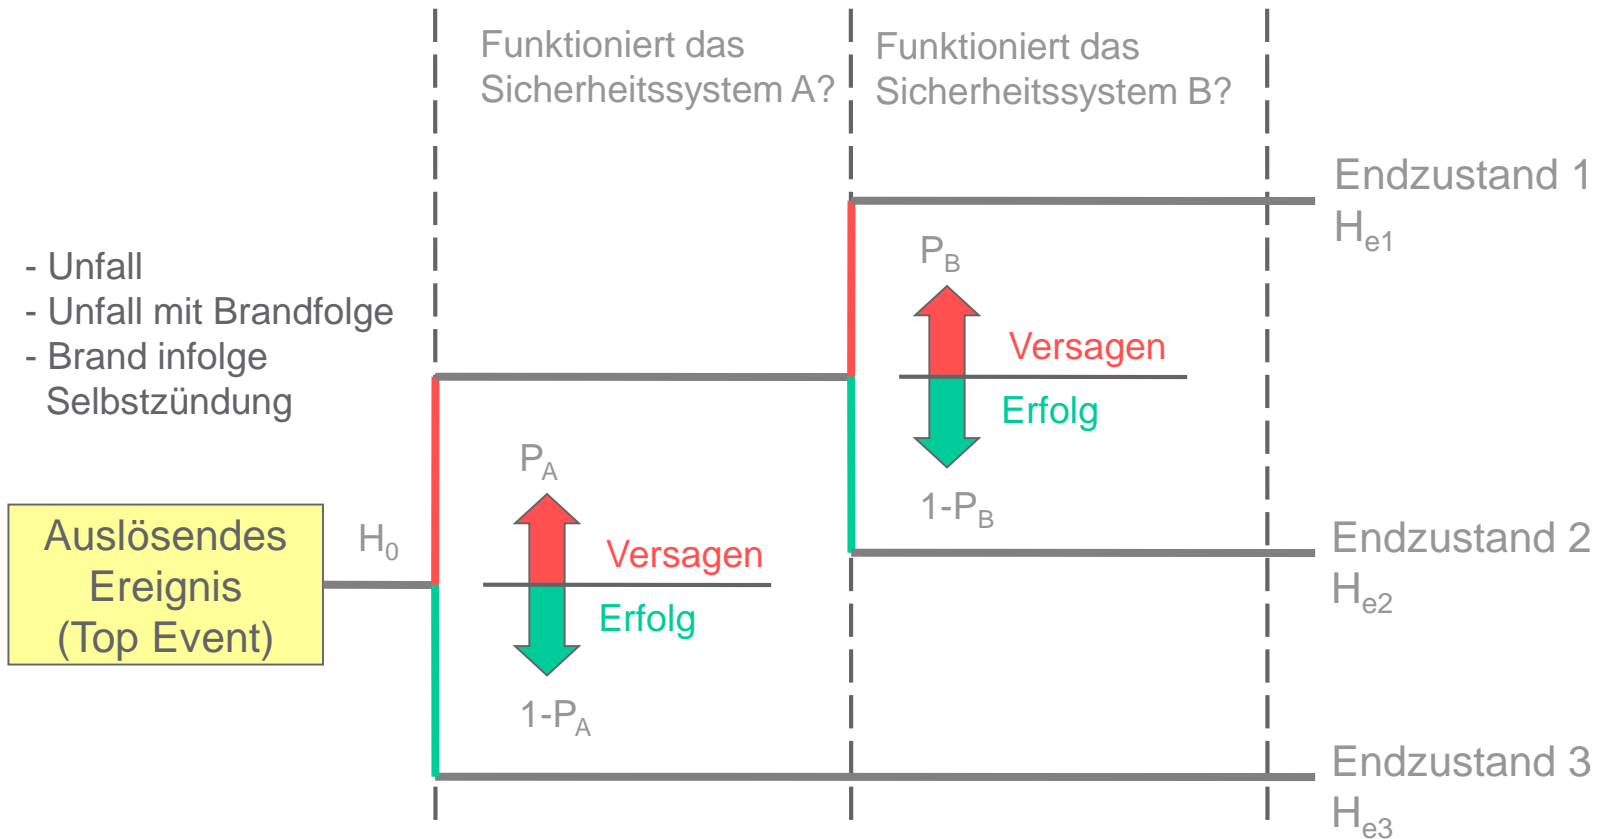 Funktioniert das
Sicherheitssystem A?
Funktioniert das
Sicherheitssystem B?
Endzustand 1
He1
- Unfall
- Unfall mit Brandfolge
- Brand infolge
Selbstzündung
PB
Versagen
Erfolg
1-PB
PA
Versagen
Erfolg
1-PA
Auslösendes
Ereignis
(Top Event)
H0
Endzustand 2
He2
Endzustand 3
He3